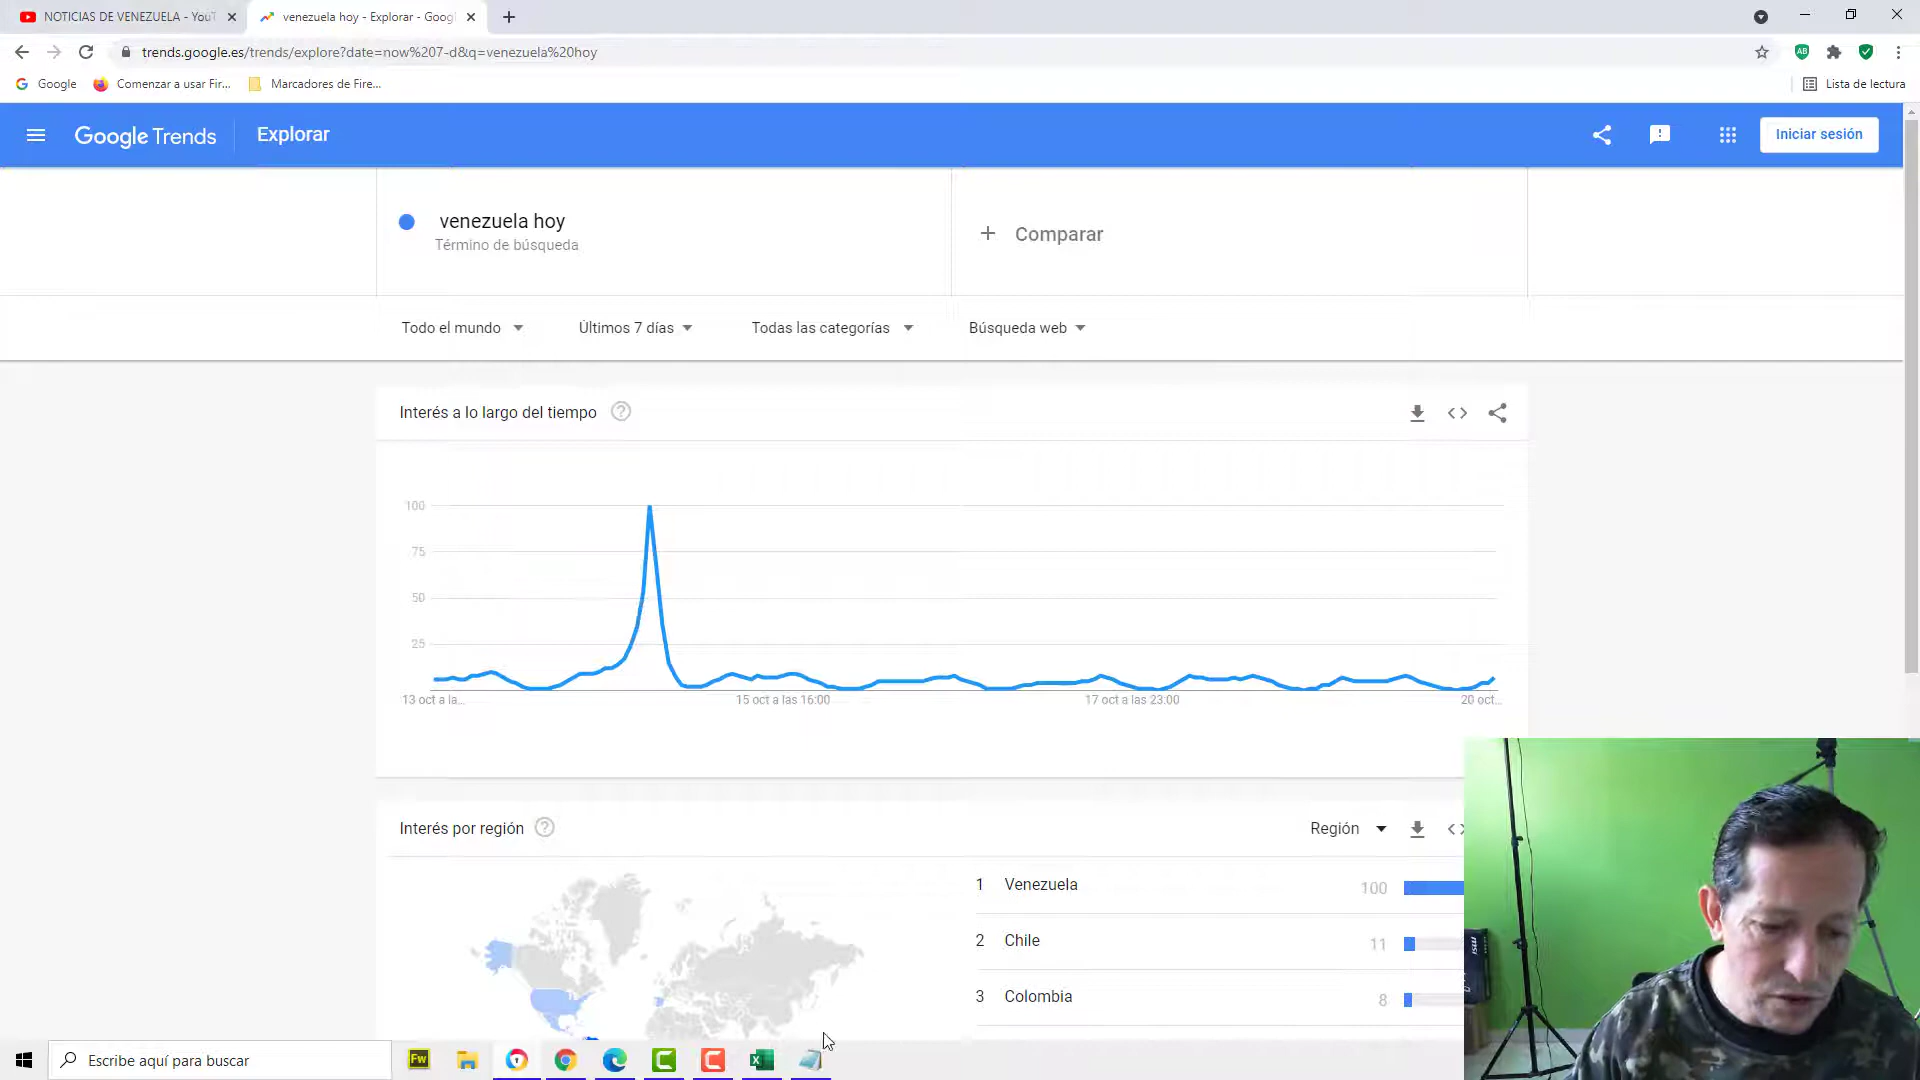 NOTICIAS DE VENEZUELA - YouT
venezuela hoy - Explorar - Googl
trends.google.es/trends/explore?date=now%207-d&q=venezuela%20hoy
AB
Google
Comenzar a usar Fir...
Marcadores de Fire...
Lista de lectura
Google Trends
Explorar
Iniciar sesión
venezuela hoy
Término de búsqueda
+ Comparar
Todo el mundo
Últimos 7 días
Todas las categorías
Búsqueda web
Interés a lo largo del tiempo
100
75
50
25
13 oct a la...
15 oct a las 16:00
17 oct a las 23:00
20 oct...
Interés por región
Región
1 Venezuela 100
2 Chile 11
3 Colombia 8
msi
Escribe aquí para buscar
Fw